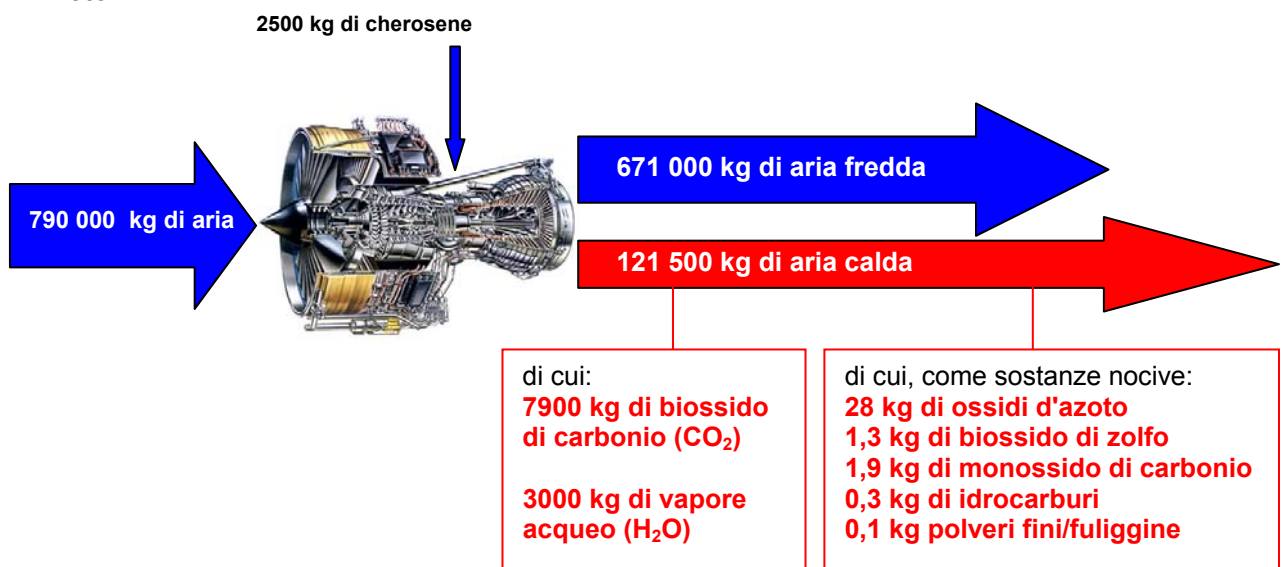 2500 kg di cherosene
790 000 kg di aria
671 000 kg di aria fredda
121 500 kg di aria calda
di cui:
7900 kg di biossido
di carbonio (CO₂)
3000 kg di vapore
acqueo (H₂O)
di cui, come sostanze nocive:
28 kg di ossidi d'azoto
1,3 kg di biossido di zolfo
1,9 kg di monossido di carbonio
0,3 kg di idrocarburi
0,1 kg polveri fini/fuliggine